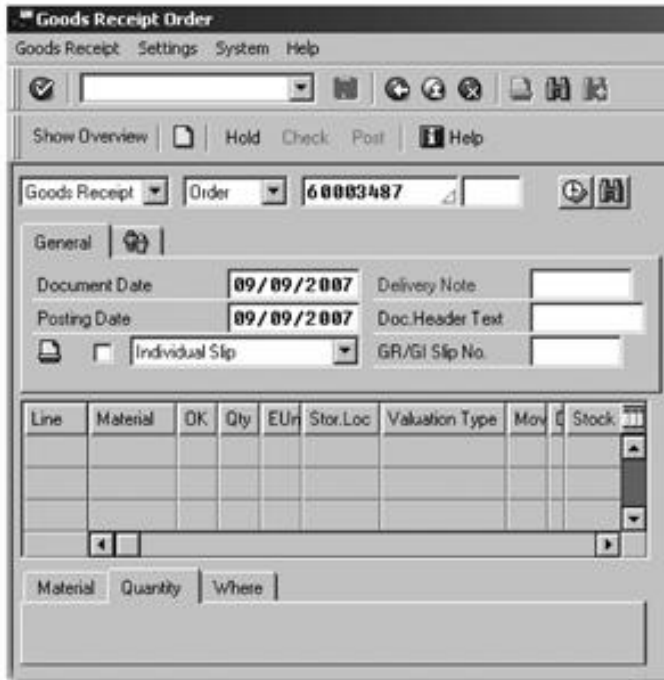 Goods Receipt Order
Goods Receipt Settings System Help
Show Overview Hold Check Post Help
Goods Receipt Order 60003487
General
Document Date 09/09/2007 Delivery Note
Posting Date 09/09/2007 Doc.Header Text
Individual Slip GR/GI Slip No.
Line Material OK Qty EUn Stor.Loc Valuation Type Mov Stock
Material Quantity Where